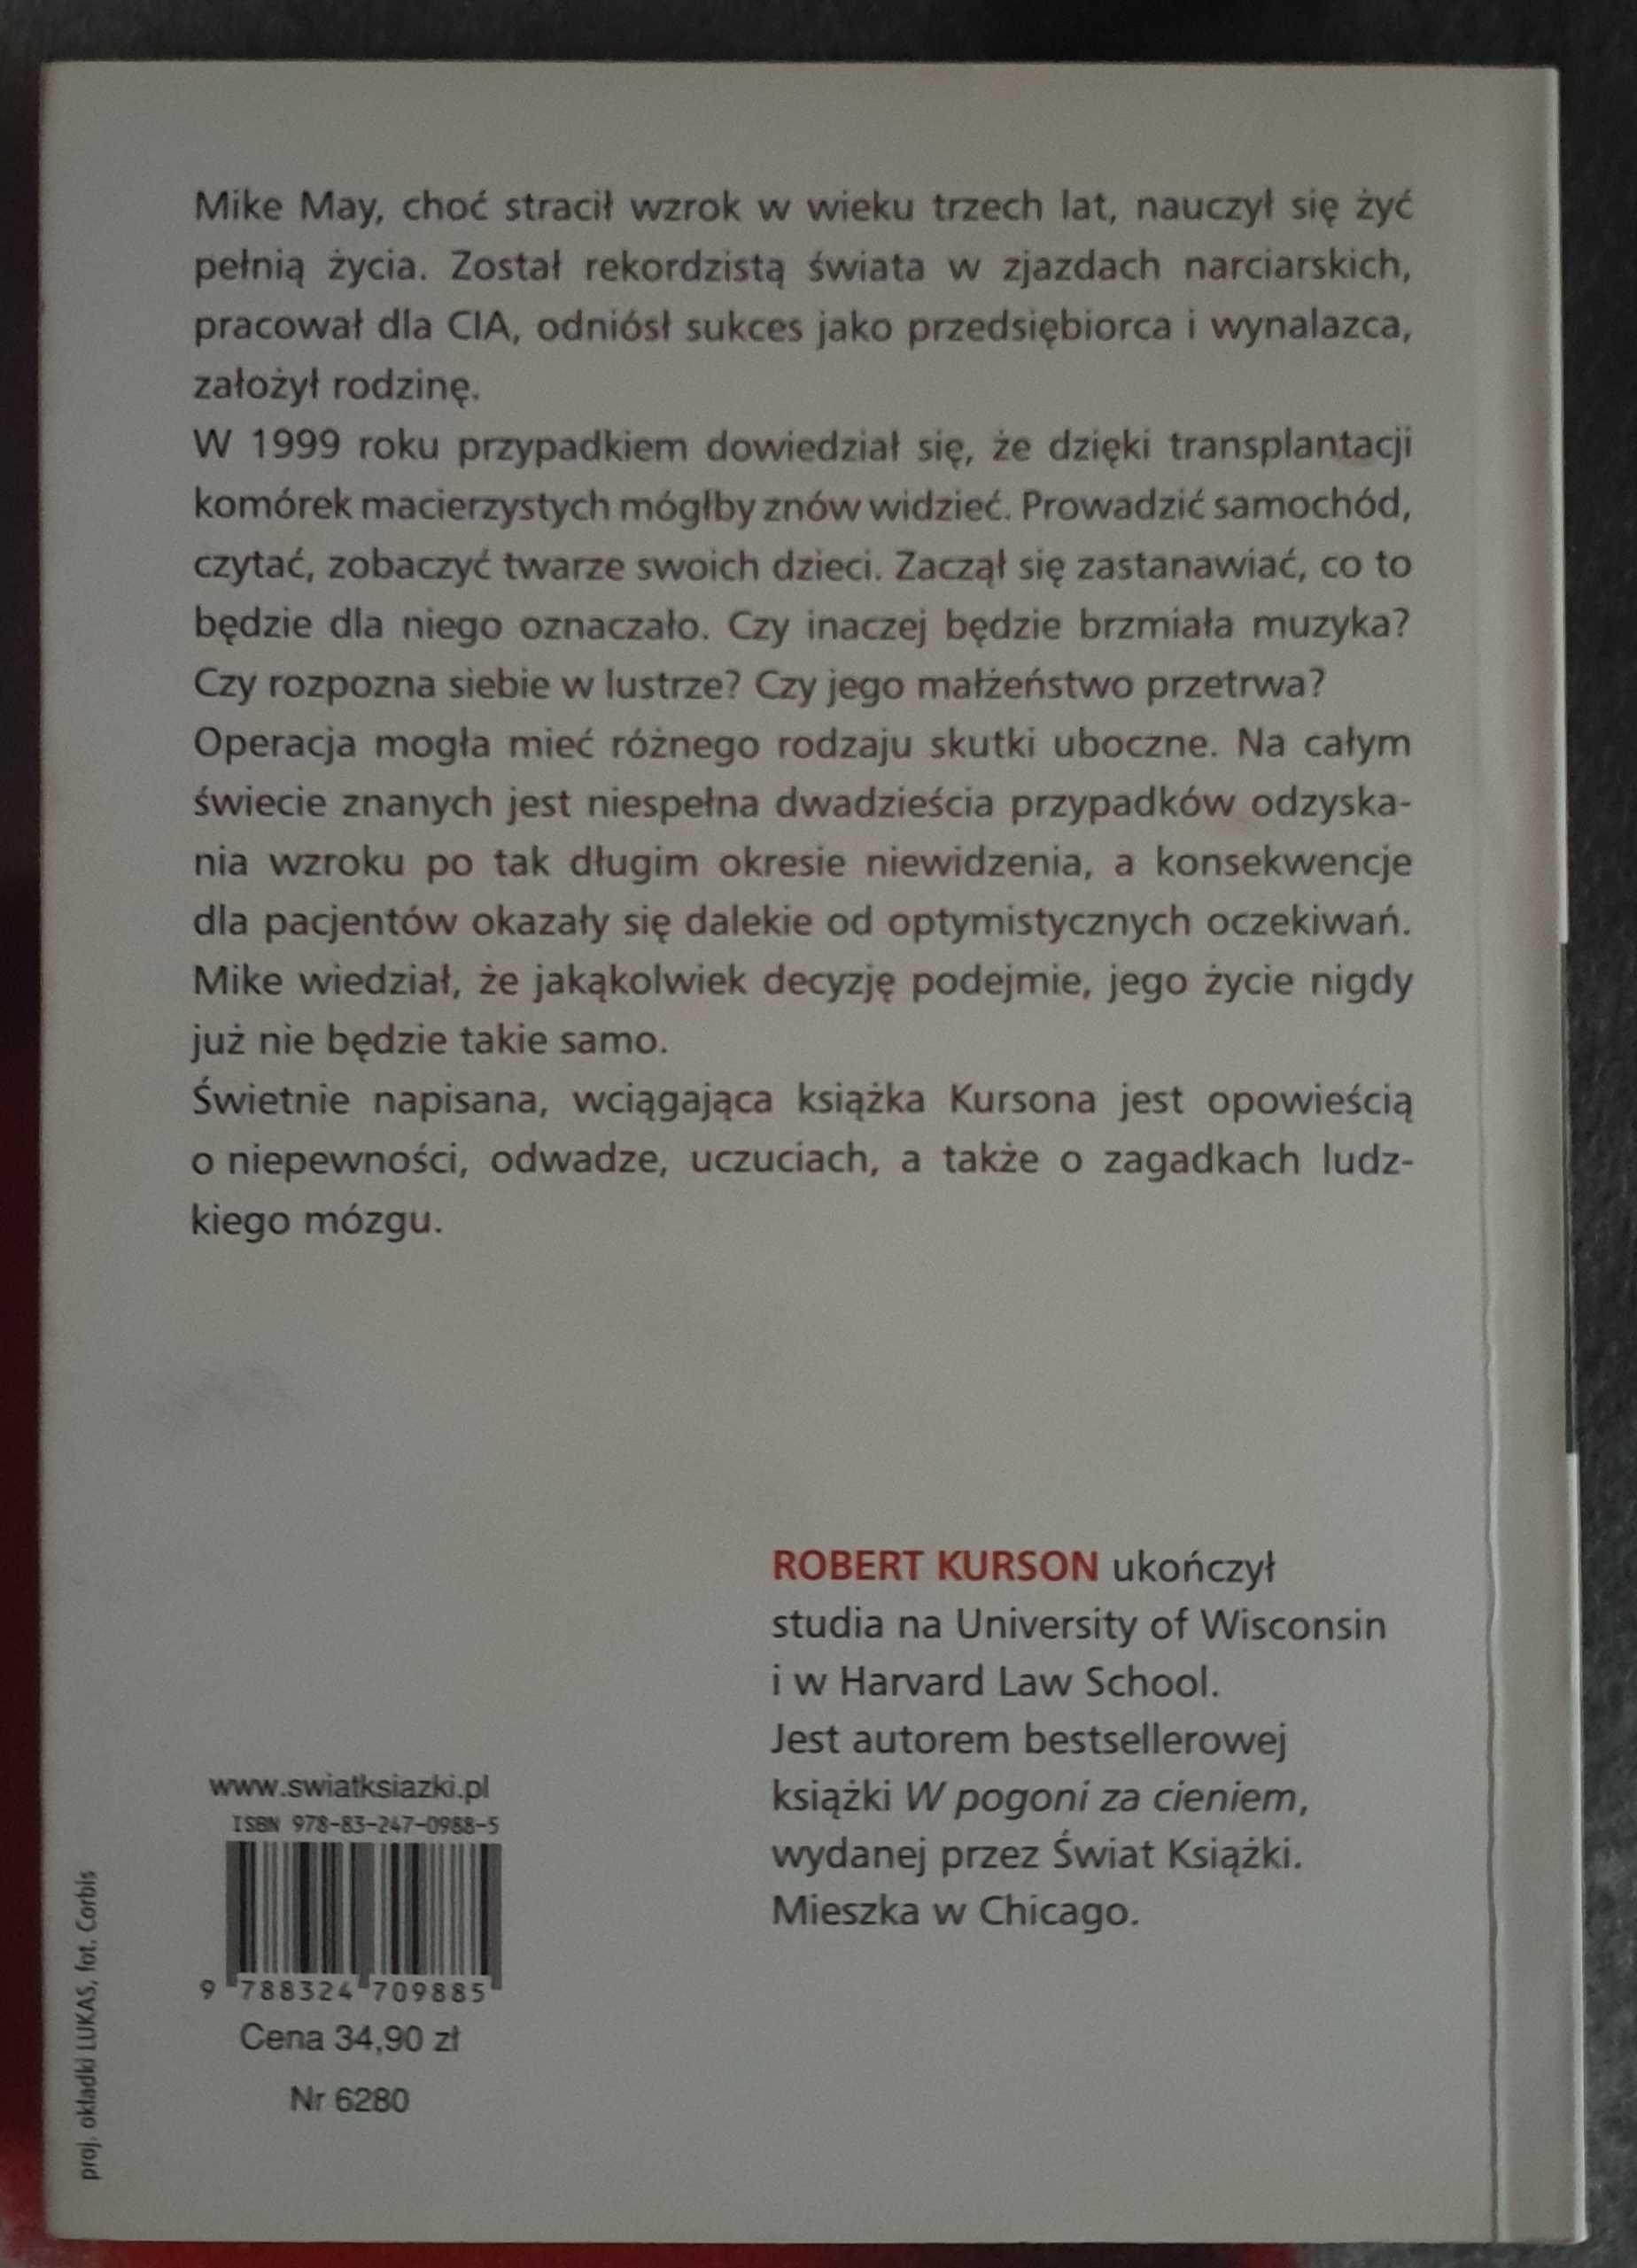 Mike May, choć stracił wzrok w wieku trzech lat, nauczył się żyć
pełnią życia. Został rekordzistą świata w zjazdach narciarskich,
pracował dla CIA, odniósł sukces jako przedsiębiorca i wynalazca,
założył rodzinę.
W 1999 roku przypadkiem dowiedział się, że dzięki transplantacji
komórek macierzystych mógłby znów widzieć. Prowadzić samochód,
czytać, zobaczyć twarze swoich dzieci. Zaczął się zastanawiać, co to
będzie dla niego oznaczało. Czy inaczej będzie brzmiała muzyka?
Czy rozpozna siebie w lustrze? Czy jego małżeństwo przetrwa?
Operacja mogła mieć różnego rodzaju skutki uboczne. Na całym
świecie znanych jest niespełna dwadzieścia przypadków odzyska-
nia wzroku po tak długim okresie niewidzenia, a konsekwencje
dla pacjentów okazały się dalekie od optymistycznych oczekiwań.
Mike wiedział, że jakąkolwiek decyzję podejmie, jego życie nigdy
już nie będzie takie samo.
Świetnie napisana, wciągająca książka Kursona jest opowieścią
o niepewności, odwadze, uczuciach, a także o zagadkach ludz-
kiego mózgu.
ROBERT KURSON ukończył
studia na University of Wisconsin
i w Harvard Law School.
Jest autorem bestsellerowej
książki W pogoni za cieniem,
wydanej przez Świat Książki.
Mieszka w Chicago.
www.swiatksiazki.pl
ISBN 978-83-247-0988-5
9 788324 709885
Cena 34,90 zł
Nr 6280
proj. okładki LUKAS, fot. Corbis